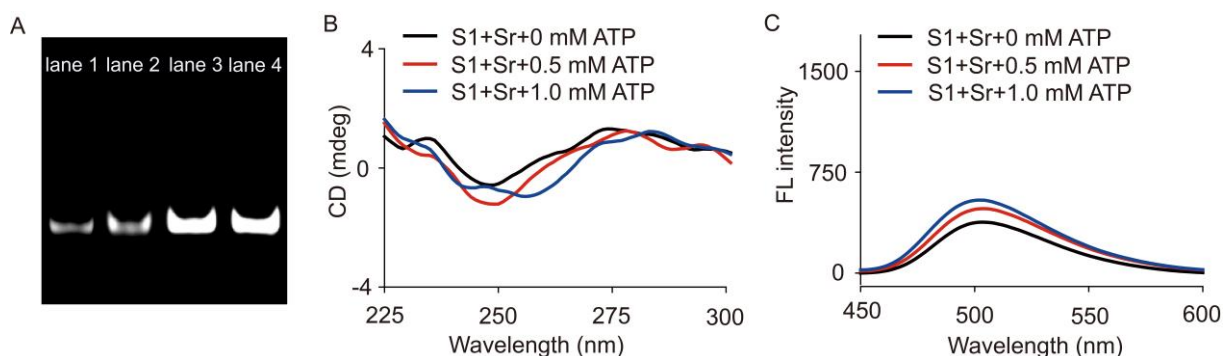 A
lane 1 lane 2 lane 3 lane 4
B
S1+Sr+0 mM ATP
S1+Sr+0.5 mM ATP
S1+Sr+1.0 mM ATP
4
0
-4
CD (mdeg)
225 250 275 300
Wavelength (nm)
C
S1+Sr+0 mM ATP
S1+Sr+0.5 mM ATP
S1+Sr+1.0 mM ATP
1500
750
0
FL intensity
450 500 550 600
Wavelength (nm)